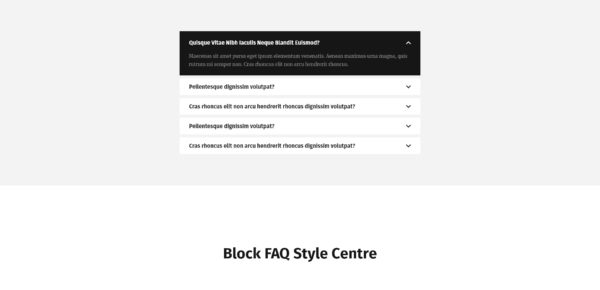 Quisque Vitae Nibh Iaculis Neque Blandit Euismod?
Maecenas sit amet purus eget ipsum elementum venenatis. Aenean maximus urna magna, quis
rutrum mi semper non. Cras rhoncus elit non arcu hendrerit rhoncus.
Pellentesque dignissim volutpat?
Cras rhoncus elit non arcu hendrerit rhoncus dignissim volutpat?
Pellentesque dignissim volutpat?
Cras rhoncus elit non arcu hendrerit rhoncus dignissim volutpat?
Block FAQ Style Centre